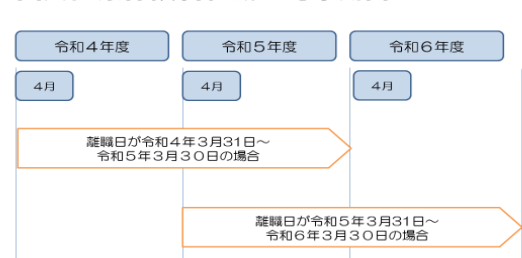 令和４年度
令和５年度
令和６年度
４月
４月
４月
離職日が令和４年３月31日～
令和５年３月３０日の場合
離職日が令和５年３月31日～
令和６年３月３０日の場合